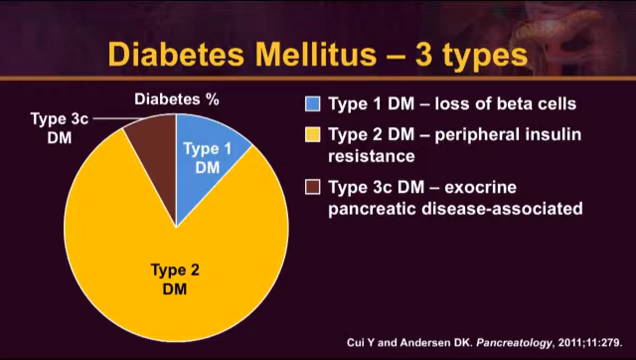 Diabetes Mellitus – 3 types
Diabetes %
Type 3c
DM
Type 1
DM
Type 2
DM
Type 1 DM – loss of beta cells
Type 2 DM – peripheral insulin
resistance
Type 3c DM – exocrine
pancreatic disease-associated
Cui Y and Andersen DK. Pancreatology, 2011;11:279.